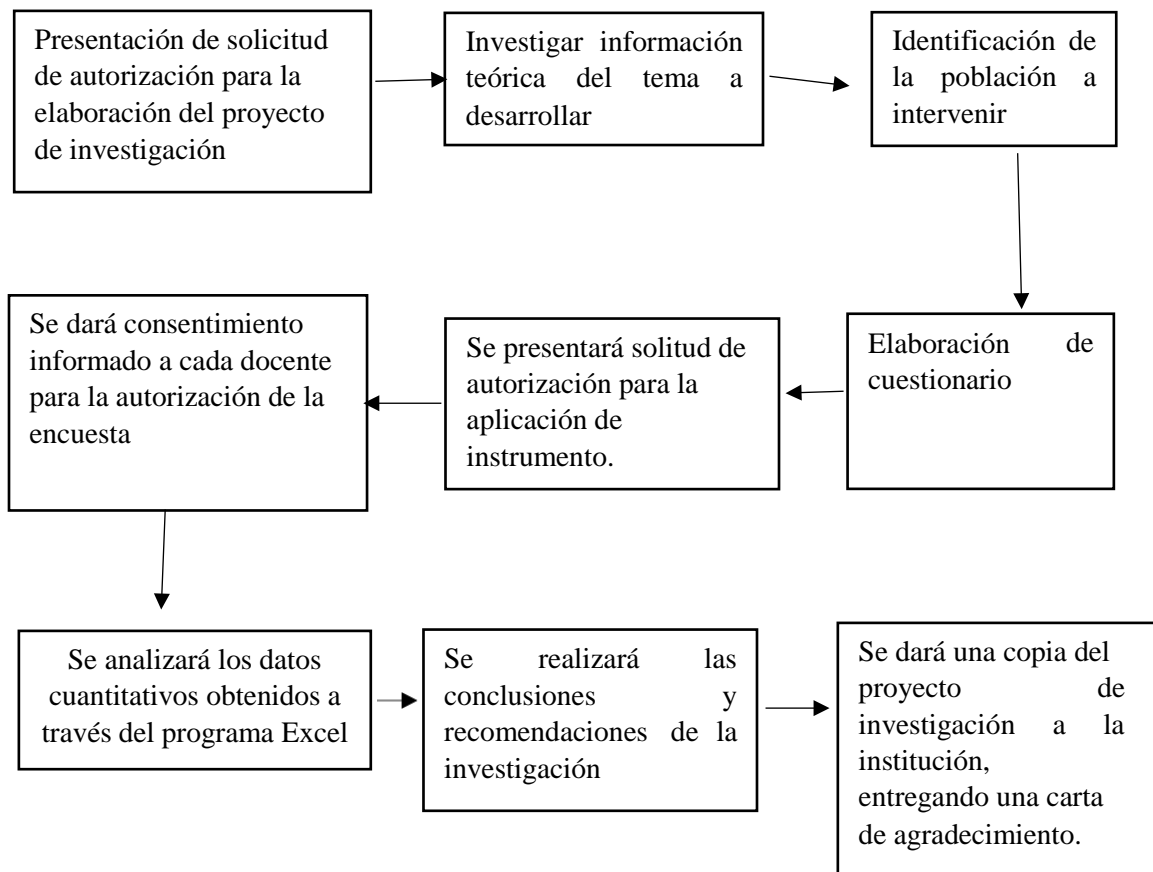 Presentación de solicitud
de autorización para la
elaboración del proyecto
de investigación
Investigar información
teórica del tema a
desarrollar
Identificación de
la población a
intervenir
Elaboración de
cuestionario
Se presentará solitud de
autorización para la
aplicación de
instrumento.
Se dará consentimiento
informado a cada docente
para la autorización de la
encuesta
Se analizará los datos
cuantitativos obtenidos a
través del programa Excel
Se realizará las
conclusiones y
recomendaciones de la
investigación
Se dará una copia del
proyecto de
investigación a la
institución,
entregando una carta
de agradecimiento.